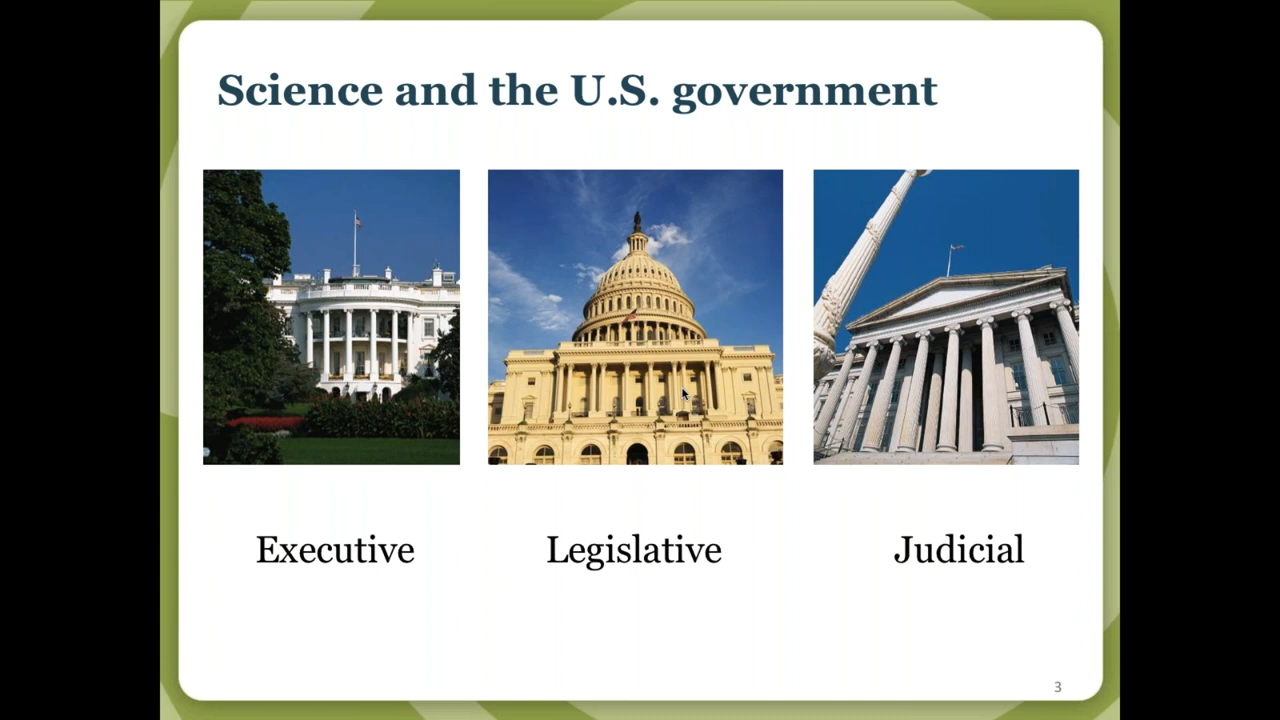 Science and the U.S. government
Executive
Legislative
Judicial
3